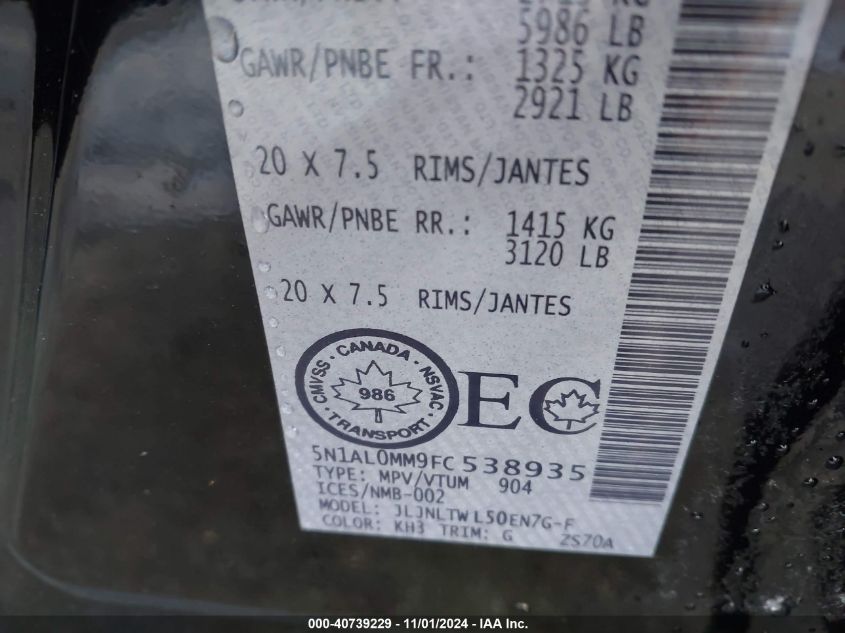 5986 LB
GAWR/PNBE FR.: 1325 KG
2921 LB
20 X 7.5 RIMS/JANTES
GAWR/PNBE RR.: 1415 KG
3120 LB
20 X 7.5 RIMS/JANTES
CMVSS · CANADA · NSVAC · TRANSPORT ·
986
EC
5N1AL0MM9FC538935
TYPE: MPV/VTUM 904
ICES/NMB-002
MODEL: JLJNLTWL50EN7G-F
COLOR: KH3 TRIM: G ZS70A
000-40739229 - 11/01/2024 - IAA Inc.